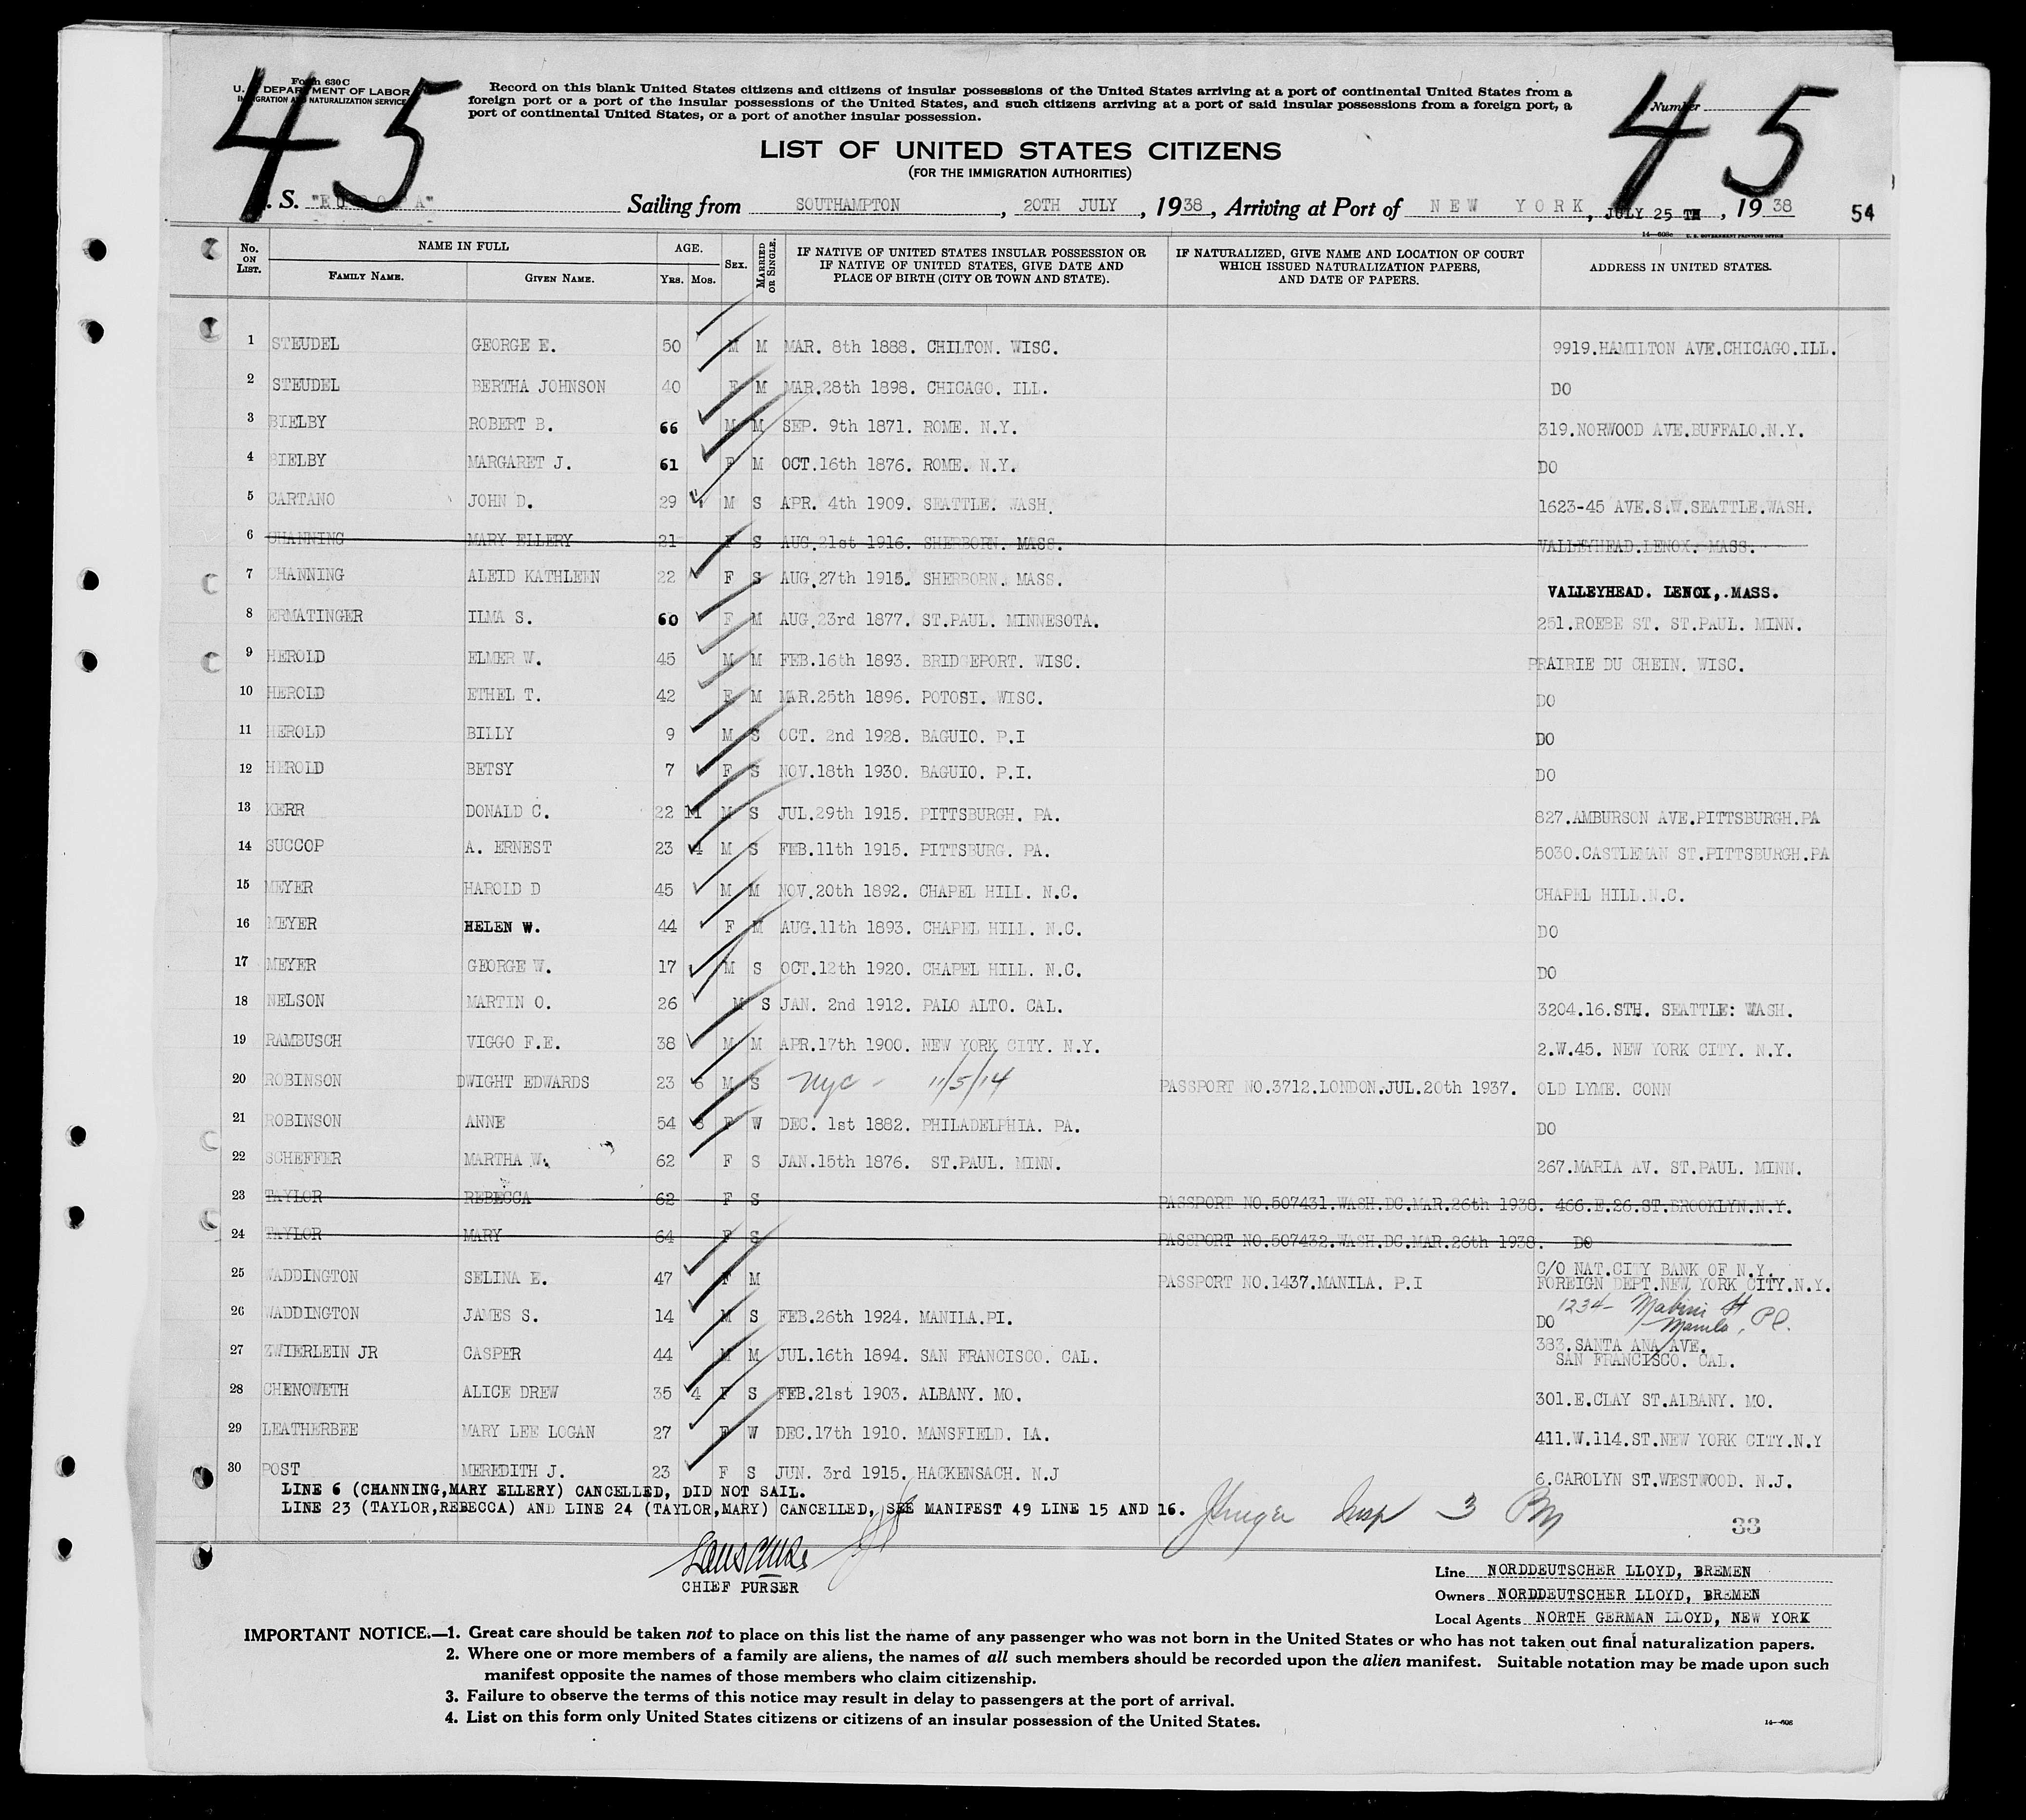 45 45
Form 630 C
U. S. DEPARTMENT OF LABOR
IMMIGRATION AND NATURALIZATION SERVICE
Record on this blank United States citizens and citizens of insular possessions of the United States arriving at a port of continental United States from a
foreign port or a port of the insular possessions of the United States, and such citizens arriving at a port of said insular possessions from a foreign port, a
port of continental United States, or a port of another insular possession.
Number
LIST OF UNITED STATES CITIZENS
(FOR THE IMMIGRATION AUTHORITIES)
S. S. "EUROPA" Sailing from SOUTHAMPTON, 20TH JULY, 1938, Arriving at Port of NEW YORK, JULY 25 TH, 1938 54
14—608c U. S. GOVERNMENT PRINTING OFFICE
No. ON LIST. NAME IN FULL FAMILY NAME. GIVEN NAME. AGE. YRS. MOS. SEX. MARRIED OR SINGLE. IF NATIVE OF UNITED STATES INSULAR POSSESSION OR IF NATIVE OF UNITED STATES, GIVE DATE AND PLACE OF BIRTH (CITY OR TOWN AND STATE). IF NATURALIZED, GIVE NAME AND LOCATION OF COURT WHICH ISSUED NATURALIZATION PAPERS, AND DATE OF PAPERS. ADDRESS IN UNITED STATES.
1 STEUDEL GEORGE E. 50 M M MAR. 8th 1888. CHILTON. WISC. 9919.HAMILTON AVE.CHICAGO.ILL.
2 STEUDEL BERTHA JOHNSON 40 F M MAR.28th 1898. CHICAGO. ILL. DO
3 BIELBY ROBERT B. 66 M M SEP. 9th 1871. ROME. N.Y. 319.NORWOOD AVE.BUFFALO.N.Y.
4 BIELBY MARGARET J. 61 F M OCT.16th 1876. ROME. N.Y. DO
5 CARTANO JOHN D. 29 M S APR. 4th 1909. SEATTLE. WASH. 1623-45 AVE.S.W.SEATTLE.WASH.
6 CHANNING MARY ELLERY 21 F S AUG.21st 1916. SHERBORN. MASS. VALLEYHEAD.LENOX. MASS.
7 CHANNING ALEID KATHLEEN 22 F S AUG.27th 1915. SHERBORN. MASS. VALLEYHEAD. LENOX,.MASS.
8 ERMATINGER ILMA S. 60 F M AUG.23rd 1877. ST.PAUL. MINNESOTA. 251.ROEBE ST. ST.PAUL. MINN.
9 HEROLD ELMER W. 45 M M FEB.16th 1893. BRIDGEPORT. WISC. PRAIRIE DU CHEIN. WISC.
10 HEROLD ETHEL T. 42 F M MAR.25th 1896. POTOSI. WISC. DO
11 HEROLD BILLY 9 M S OCT. 2nd 1928. BAGUIO. P.I DO
12 HEROLD BETSY 7 F S NOV.18th 1930. BAGUIO. P.I. DO
13 KERR DONALD C. 22 11 M S JUL.29th 1915. PITTSBURGH. PA. 827.AMBURSON AVE.PITTSBURGH.PA
14 SUCCOP A. ERNEST 23 4 M S FEB.11th 1915. PITTSBURG. PA. 5030.CASTLEMAN ST.PITTSBURGH.PA
15 MEYER HAROLD D 45 M M NOV.20th 1892. CHAPEL HILL. N.C. CHAPEL HILL.N.C.
16 MEYER HELEN W. 44 F M AUG.11th 1893. CHAPEL HILL. N.C. DO
17 MEYER GEORGE W. 17 M S OCT.12th 1920. CHAPEL HILL. N.C. DO
18 NELSON MARTIN O. 26 M S JAN. 2nd 1912. PALO ALTO. CAL. 3204.16.STH. SEATTLE: WASH.
19 RAMBUSCH VIGGO F.E. 38 M M APR.17th 1900. NEW YORK CITY. N.Y. 2.W.45. NEW YORK CITY. N.Y.
20 ROBINSON DWIGHT EDWARDS 23 6 M S NYC - 11/5/14 PASSPORT NO.3712.LONDON.JUL.20th 1937. OLD LYME. CONN
21 ROBINSON ANNE 54 F W DEC. 1st 1882. PHILADELPHIA. PA. DO
22 SCHEFFER MARTHA W. 62 F S JAN.15th 1876. ST.PAUL. MINN. 267.MARIA AV. ST.PAUL. MINN.
23 TAYLOR REBECCA 62 F S PASSPORT NO.507431.WASH.DC.MAR.26th 1938. 466.E.26.ST.BROOKLYN.N.Y.
24 TAYLOR MARY 64 F S PASSPORT NO.507432.WASH.DC.MAR.26th 1938. DO
25 WADDINGTON SELINA E. 47 F M PASSPORT NO.1437.MANILA. P.I C/O NAT.CITY BANK OF N.Y. FOREIGN DEPT.NEW YORK CITY.N.Y.
26 WADDINGTON JAMES S. 14 M S FEB.26th 1924. MANILA.PI. DO 1234- Mabini St Manila, P.I.
27 ZWIERLEIN JR CASPER 44 M M JUL.16th 1894. SAN FRANCISCO. CAL. 383.SANTA ANA AVE. SAN FRANCISCO. CAL.
28 CHENOWETH ALICE DREW 35 4 F S FEB.21st 1903. ALBANY. MO. 301.E.CLAY ST.ALBANY. MO.
29 LEATHERBEE MARY LEE LOGAN 27 F W DEC.17th 1910. MANSFIELD. LA. 411.W.114.ST.NEW YORK CITY.N.Y
30 POST MEREDITH J. 23 F S JUN. 3rd 1915. HACKENSACH. N.J 6.CAROLYN ST.WESTWOOD. N.J.
LINE 6 (CHANNING,MARY ELLERY) CANCELLED, DID NOT SAIL.
LINE 23 (TAYLOR,REBECCA) AND LINE 24 (TAYLOR,MARY) CANCELLED, SEE MANIFEST 49 LINE 15 AND 16.
Insp 3 33
CHIEF PURSER
Line NORDDEUTSCHER LLOYD, BREMEN
Owners NORDDEUTSCHER LLOYD, BREMEN
Local Agents NORTH GERMAN LLOYD, NEW YORK
IMPORTANT NOTICE.—1. Great care should be taken not to place on this list the name of any passenger who was not born in the United States or who has not taken out final naturalization papers.
2. Where one or more members of a family are aliens, the names of all such members should be recorded upon the alien manifest. Suitable notation may be made upon such
manifest opposite the names of those members who claim citizenship.
3. Failure to observe the terms of this notice may result in delay to passengers at the port of arrival.
4. List on this form only United States citizens or citizens of an insular possession of the United States.
14—608